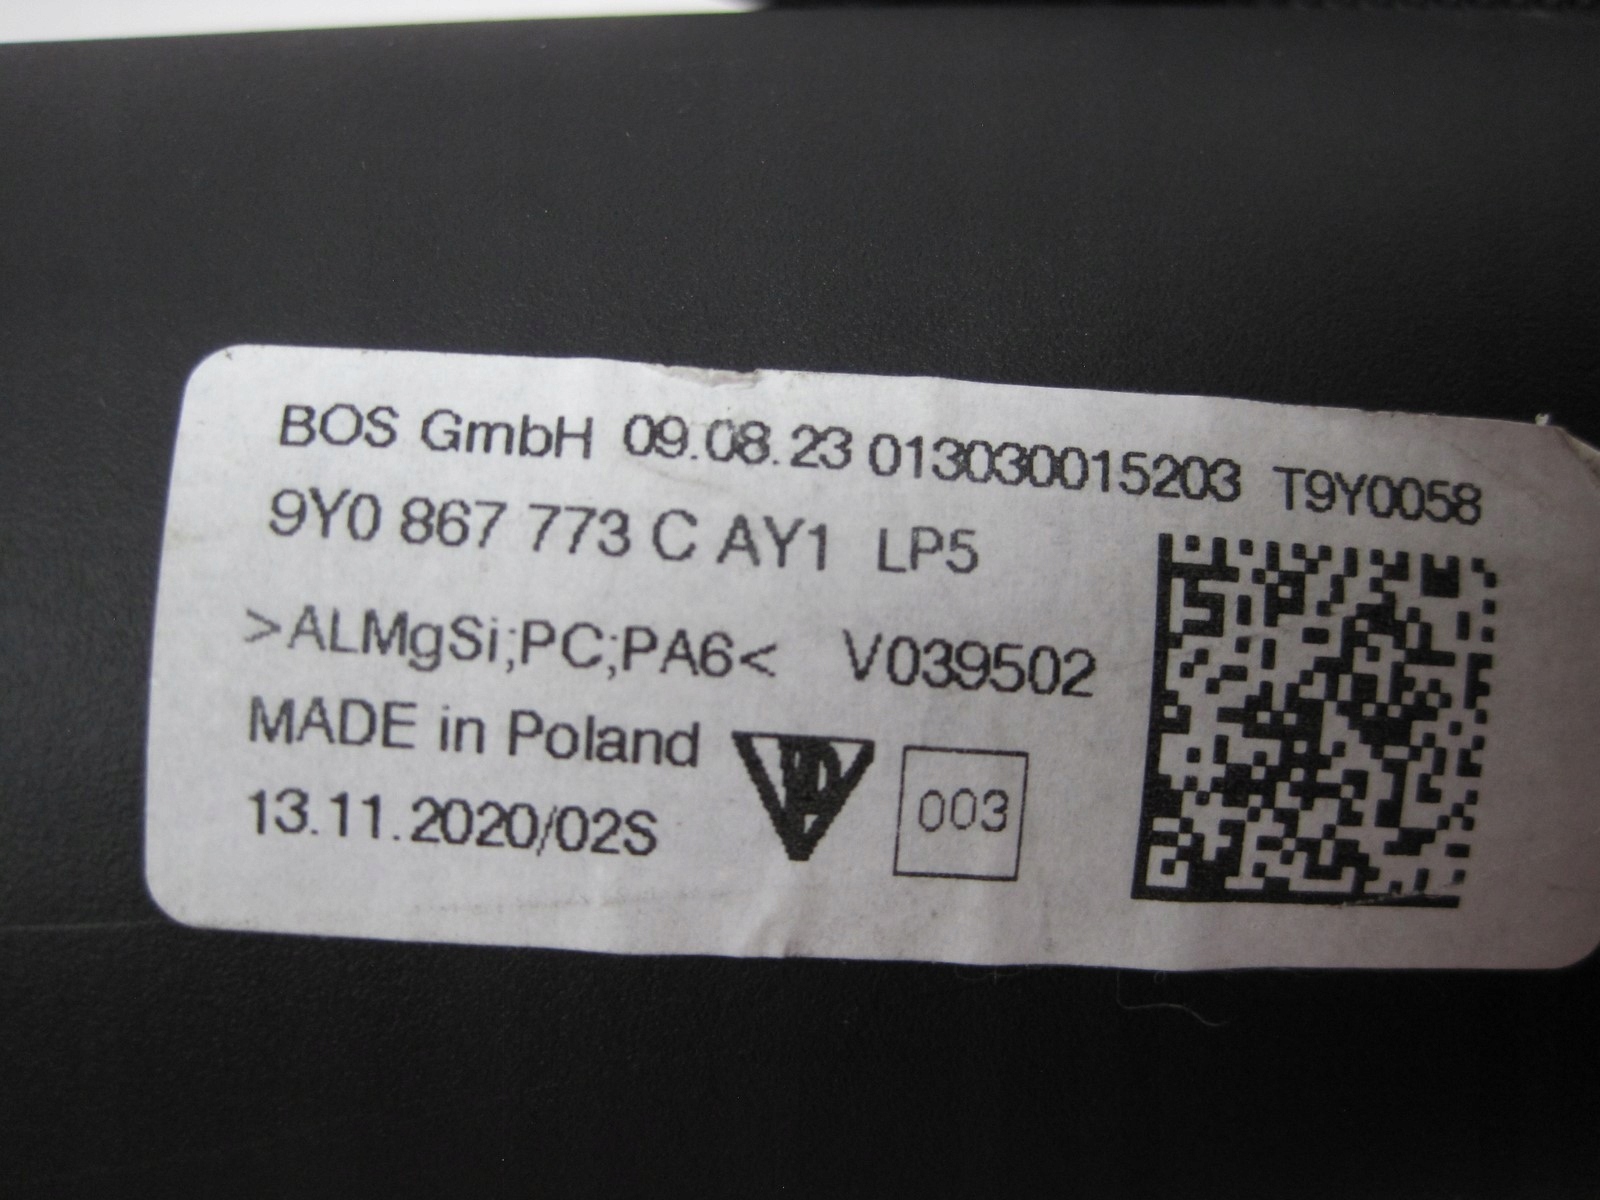 BOS GmbH 09.08.23 013030015203 T9Y0058
9Y0 867 773 C AY1 LP5
>ALMgSi;PC;PA6< V039502
MADE in Poland
13.11.2020/02S
003